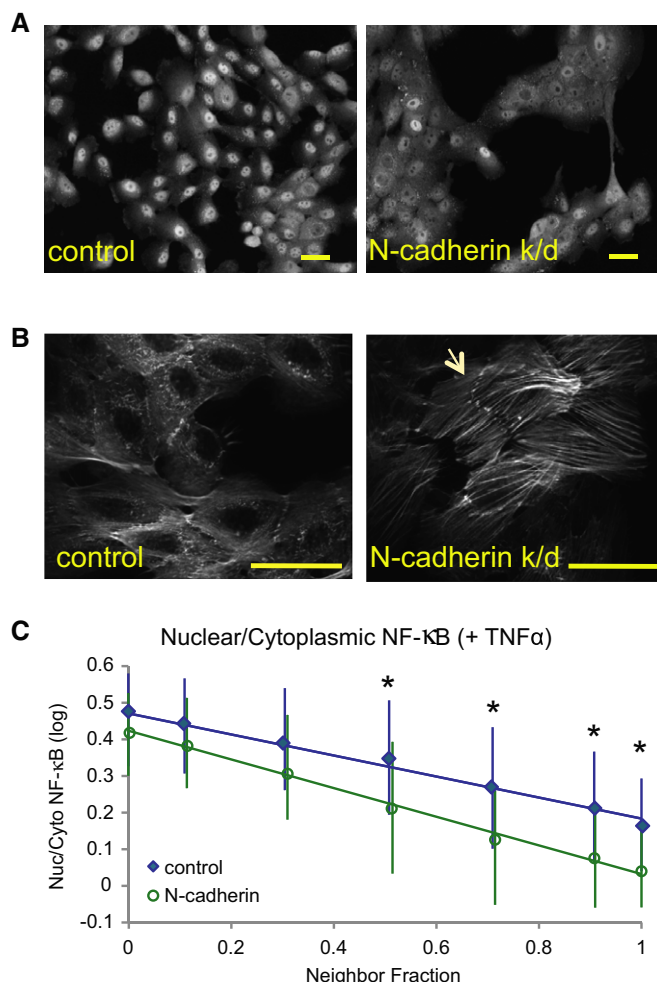 A
control
N-cadherin k/d
B
control
N-cadherin k/d
C
Nuclear/Cytoplasmic NF-κB (+ TNFα)
Nuc/Cyto NF-κB (log)
0.6
0.5
0.4
0.3
0.2
0.1
0
-0.1
* * * *
control
N-cadherin
0 0.2 0.4 0.6 0.8 1
Neighbor Fraction